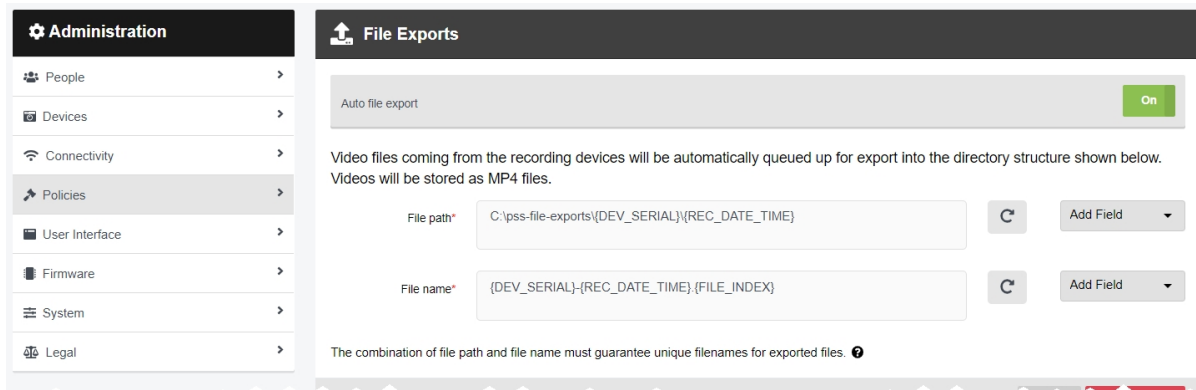 Administration
People
Devices
Connectivity
Policies
User Interface
Firmware
System
Legal
File Exports
Auto file export
On
Video files coming from the recording devices will be automatically queued up for export into the directory structure shown below.
Videos will be stored as MP4 files.
File path*
C:\pss-file-exports\{DEV_SERIAL}\{REC_DATE_TIME}
Add Field
File name*
{DEV_SERIAL}-{REC_DATE_TIME}.{FILE_INDEX}
Add Field
The combination of file path and file name must guarantee unique filenames for exported files.